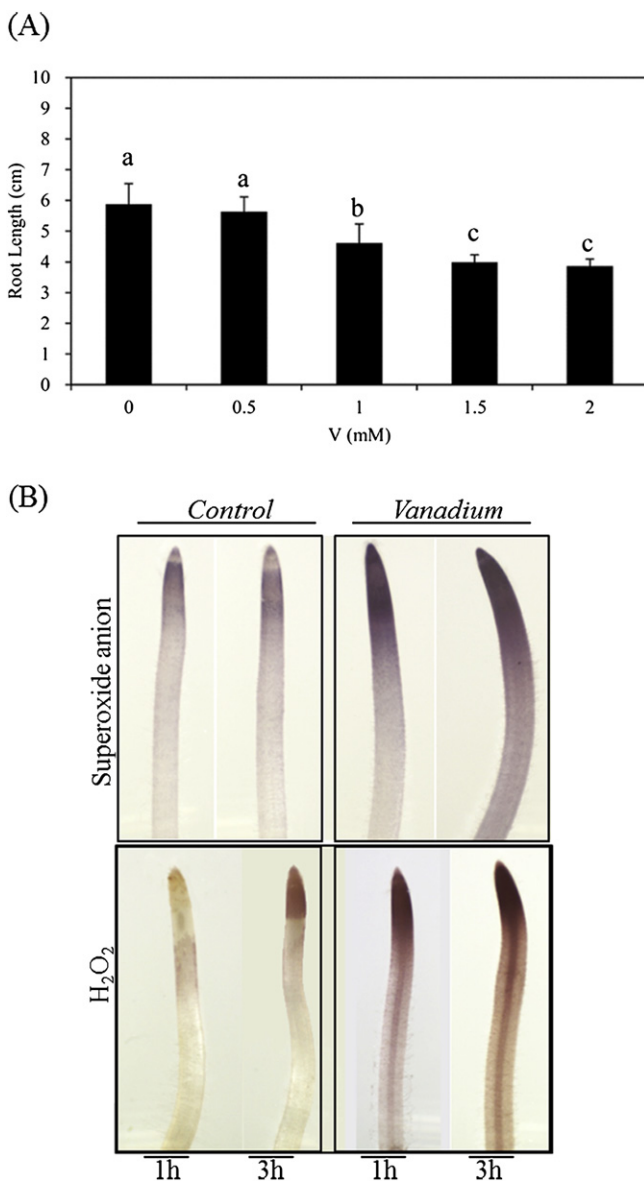 (A)
10
9
8
7
6
5
4
3
2
1
0
Root Length (cm)
a
a
b
c
c
0 0.5 1 1.5 2
V (mM)
(B)
Control Vanadium
Superoxide anion
H₂O₂
1h 3h 1h 3h